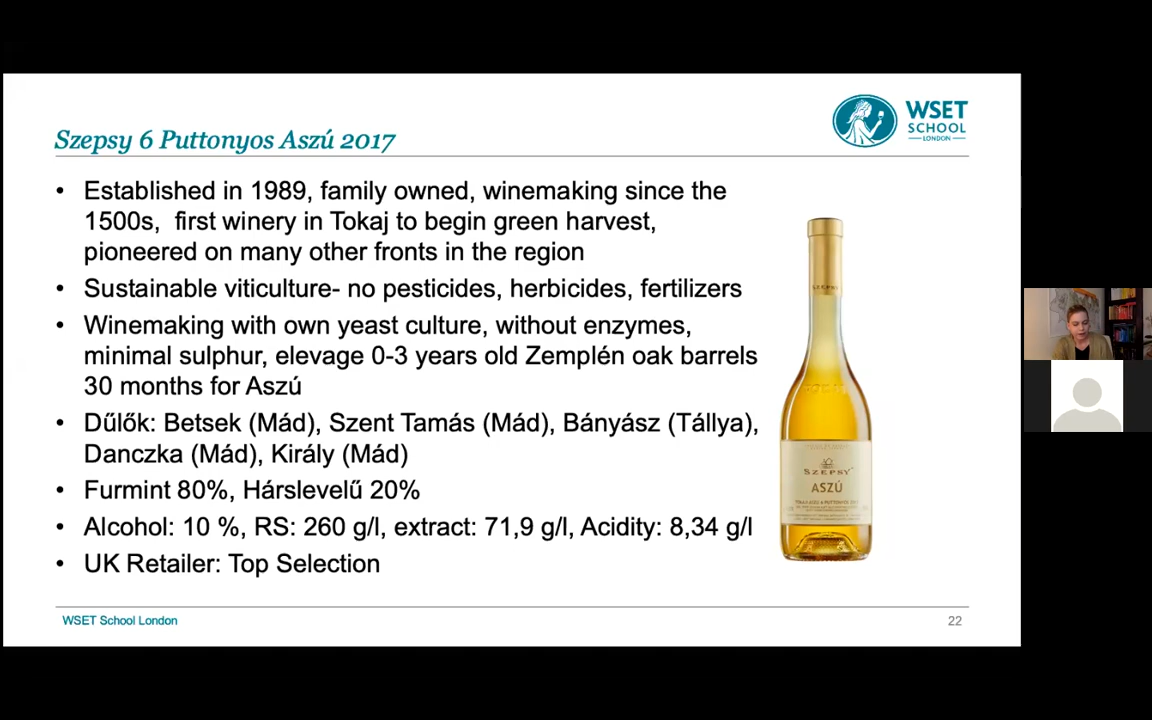 WSET
SCHOOL
LONDON
Szepsy 6 Puttonyos Aszú 2017
• Established in 1989, family owned, winemaking since the
1500s, first winery in Tokaj to begin green harvest,
pioneered on many other fronts in the region
• Sustainable viticulture- no pesticides, herbicides, fertilizers
• Winemaking with own yeast culture, without enzymes,
minimal sulphur, elevage 0-3 years old Zemplén oak barrels
30 months for Aszú
• Dűlők: Betsek (Mád), Szent Tamás (Mád), Bányász (Tállya),
Danczka (Mád), Király (Mád)
• Furmint 80%, Hárslevelű 20%
• Alcohol: 10 %, RS: 260 g/l, extract: 71,9 g/l, Acidity: 8,34 g/l
• UK Retailer: Top Selection
SZEPSY
SZEPSY
ASZÚ
WSET School London
22